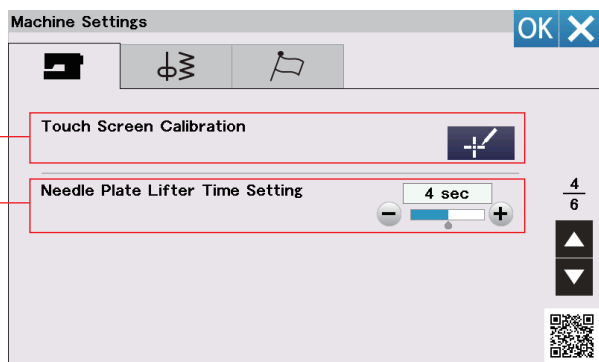 Machine Settings
OK
Touch Screen Calibration
Needle Plate Lifter Time Setting
4 sec
4
6